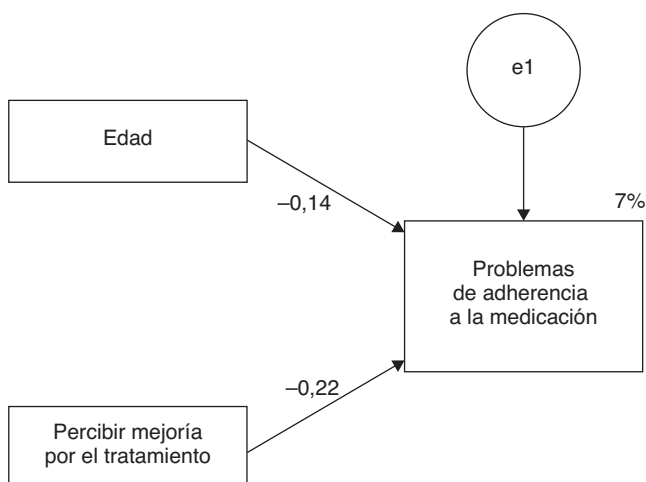 e1
Edad
–0,14
7%
Problemas
de adherencia
a la medicación
–0,22
Percibir mejoría
por el tratamiento